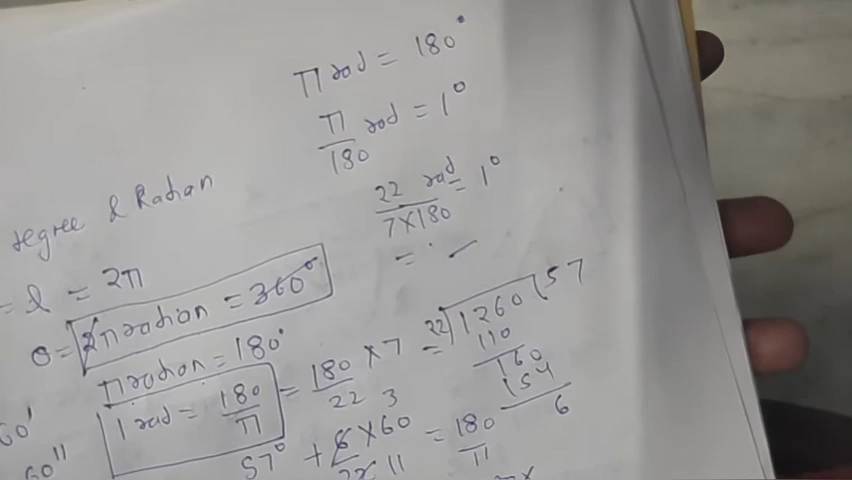 π rad = 180°
π/180 rad = 1°
22/7×180 rad = 1°
= . –
degree & Radian
= l = 2π
θ = 2π radian = 360°
π radian = 180°
1 rad = 180/π = 180/22 × 7 = 22)1260(57
110
160
154
6
60'
60"
57° + 6×60/22 3 11 = 180/11